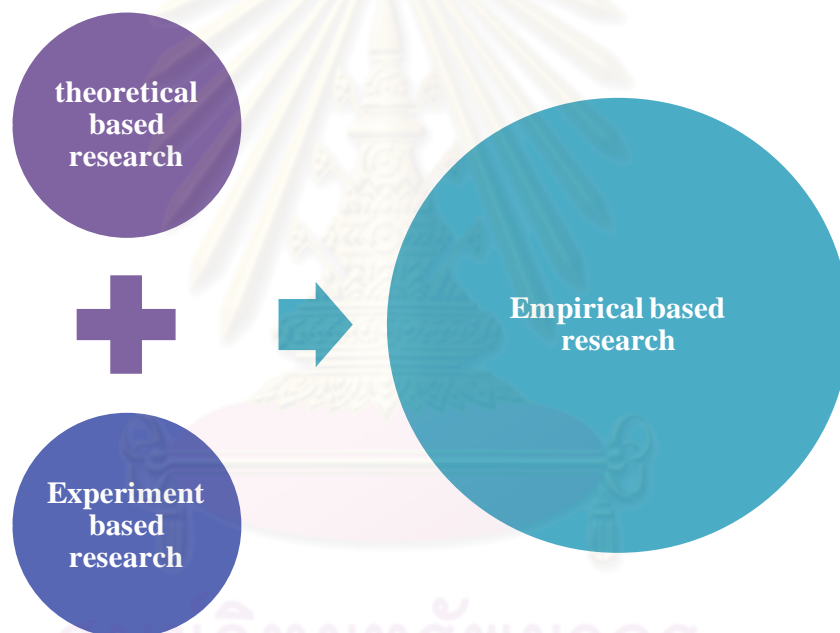 theoretical
based
research
Empirical based
research
Experiment
based
research